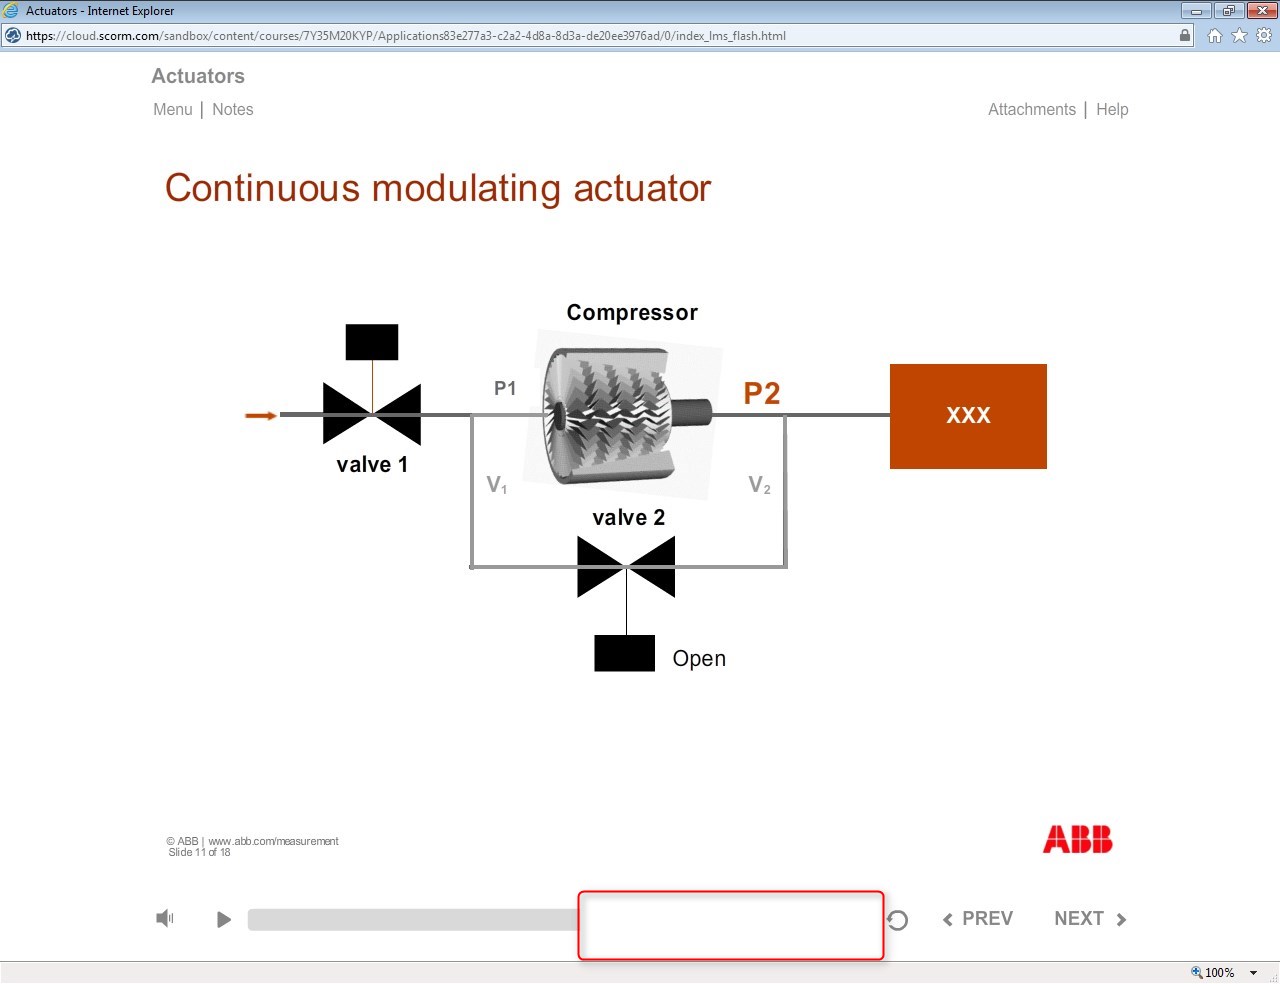 Actuators - Internet Explorer
https://cloud.scorm.com/sandbox/content/courses/7Y35M20KYP/Applications83e277a3-c2a2-4d8a-8d3a-de20ee3976ad/0/index_lms_flash.html
Actuators
Menu | Notes
Attachments | Help
Continuous modulating actuator
Compressor
P1
P2
XXX
valve 1
V1
V2
valve 2
Open
© ABB | www.abb.com/measurement
Slide 11 of 18
ABB
PREV
NEXT
100%